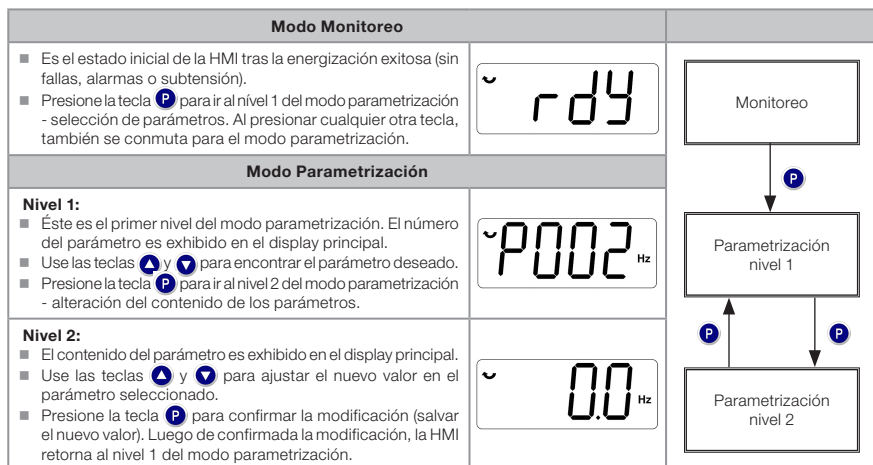 Modo Monitoreo
■ Es el estado inicial de la HMI tras la energización exitosa (sin
fallas, alarmas o subtensión).
■ Presione la tecla P para ir al nível 1 del modo parametrización
- selección de parámetros. Al presionar cualquier otra tecla,
también se conmuta para el modo parametrización.
rdy
Modo Parametrización
Nivel 1:
■ Éste es el primer nivel del modo parametrización. El número
del parámetro es exhibido en el display principal.
■ Use las teclas y para encontrar el parámetro deseado.
■ Presione la tecla P para ir al nivel 2 del modo parametrización
- alteración del contenido de los parámetros.
P002 Hz
Nivel 2:
■ El contenido del parámetro es exhibido en el display principal.
■ Use las teclas y para ajustar el nuevo valor en el
parámetro seleccionado.
■ Presione la tecla P para confirmar la modificación (salvar
el nuevo valor). Luego de confirmada la modificación, la HMI
retorna al nivel 1 del modo parametrización.
0.0 Hz
Monitoreo
P
Parametrización
nivel 1
P P
Parametrización
nivel 2